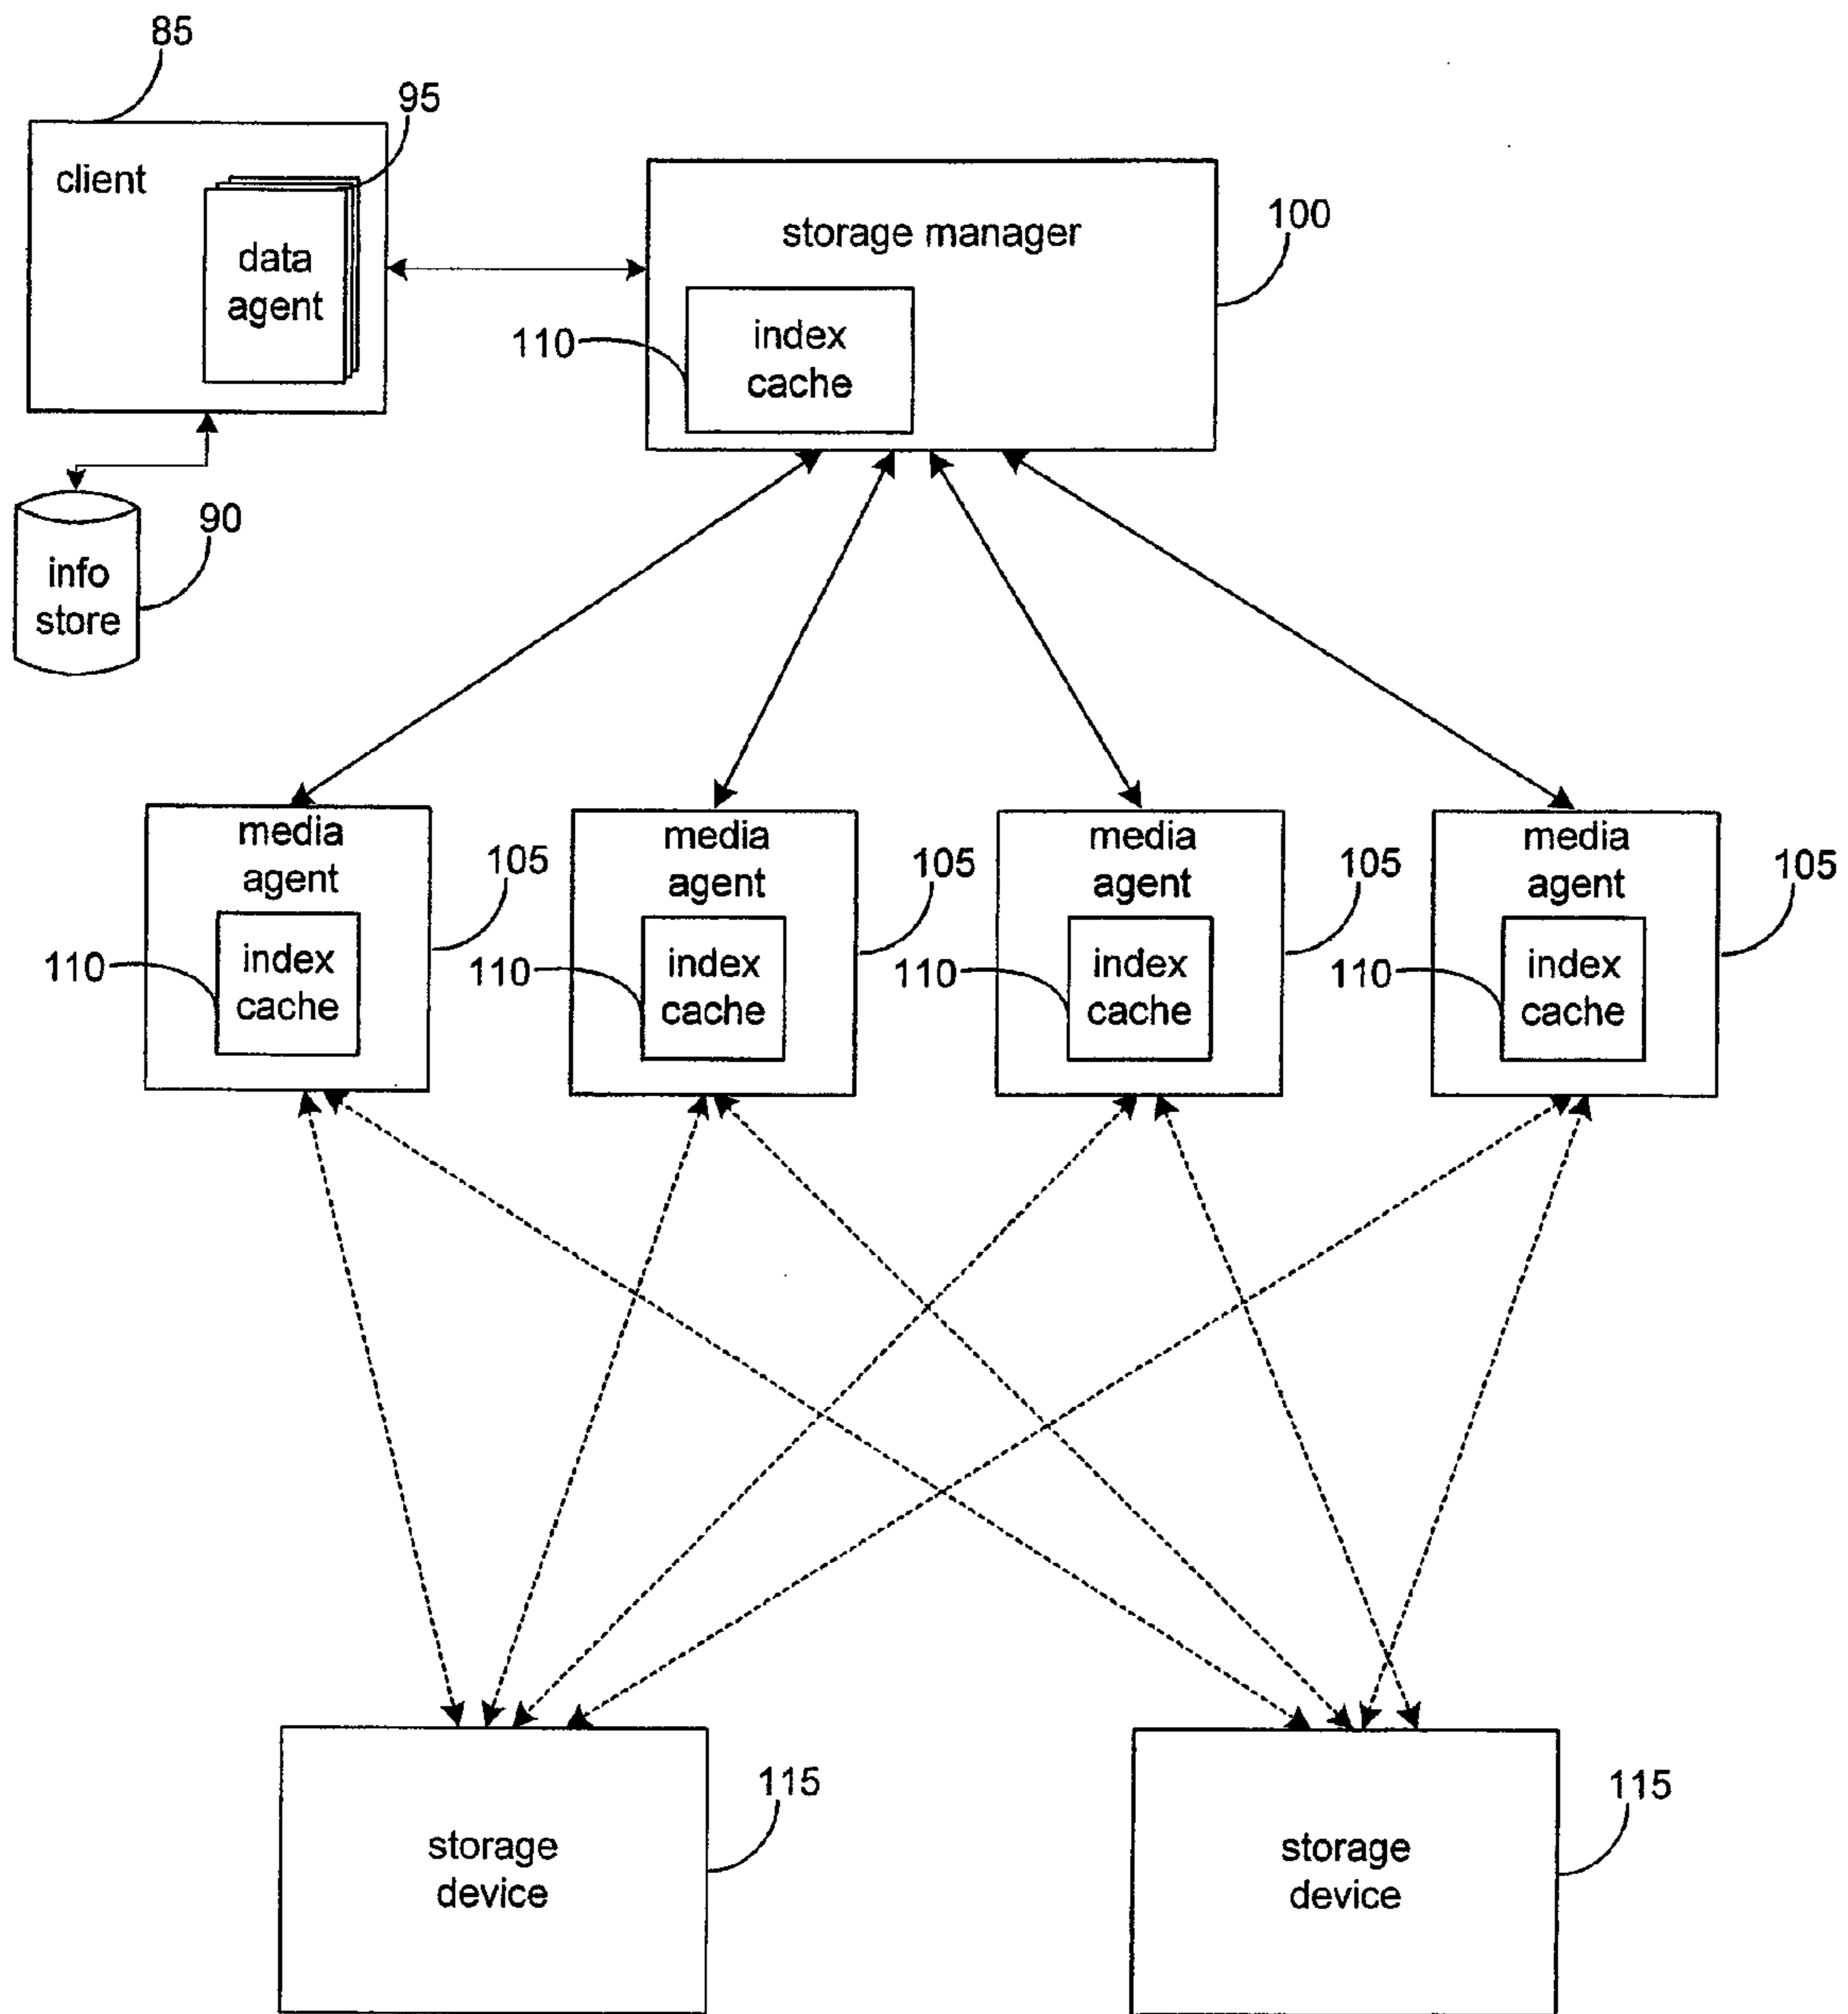 85
95
client
data
agent
storage manager
100
110
index
cache
90
info
store
media
agent
105
110
index
cache
media
agent
105
110
index
cache
media
agent
105
110
index
cache
media
agent
105
110
index
cache
storage
device
115
storage
device
115